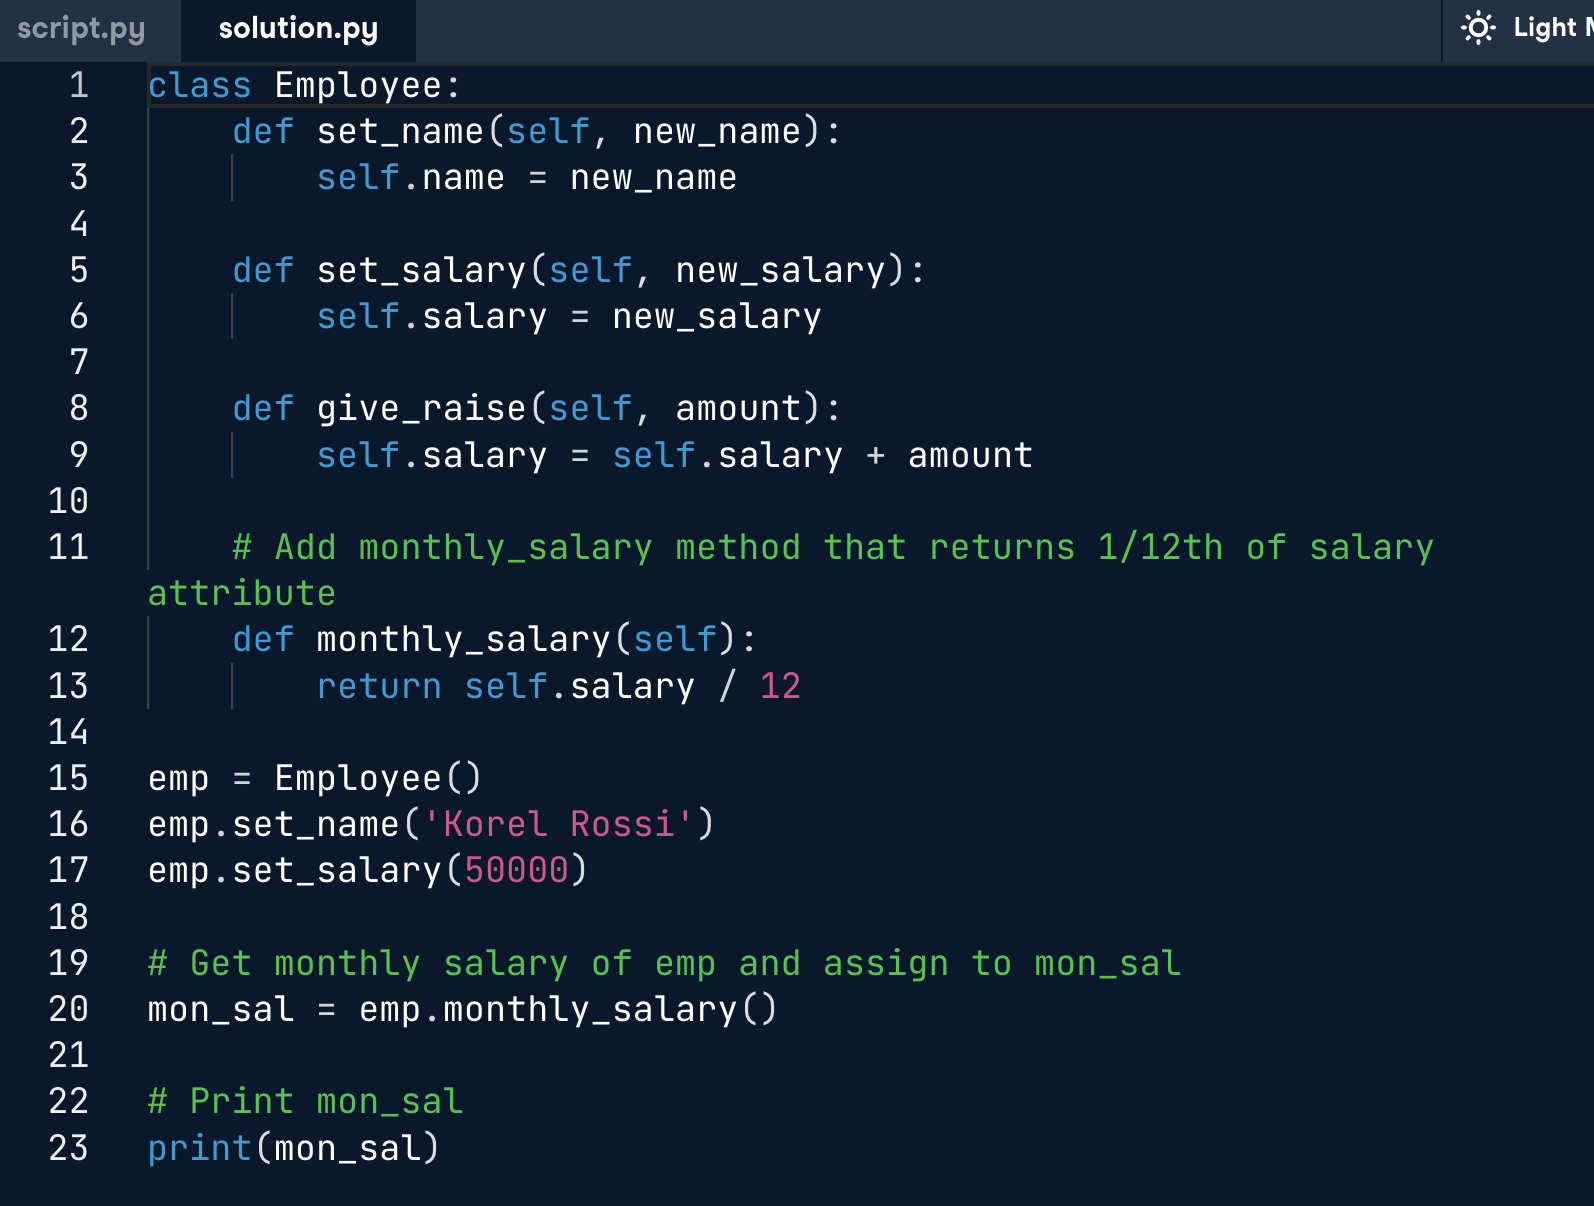 script.py
solution.py
Light M
1 class Employee:
2     def set_name(self, new_name):
3         self.name = new_name
4
5     def set_salary(self, new_salary):
6         self.salary = new_salary
7
8     def give_raise(self, amount):
9         self.salary = self.salary + amount
10
11     # Add monthly_salary method that returns 1/12th of salary
attribute
12     def monthly_salary(self):
13         return self.salary / 12
14
15 emp = Employee()
16 emp.set_name('Korel Rossi')
17 emp.set_salary(50000)
18
19 # Get monthly salary of emp and assign to mon_sal
20 mon_sal = emp.monthly_salary()
21
22 # Print mon_sal
23 print(mon_sal)